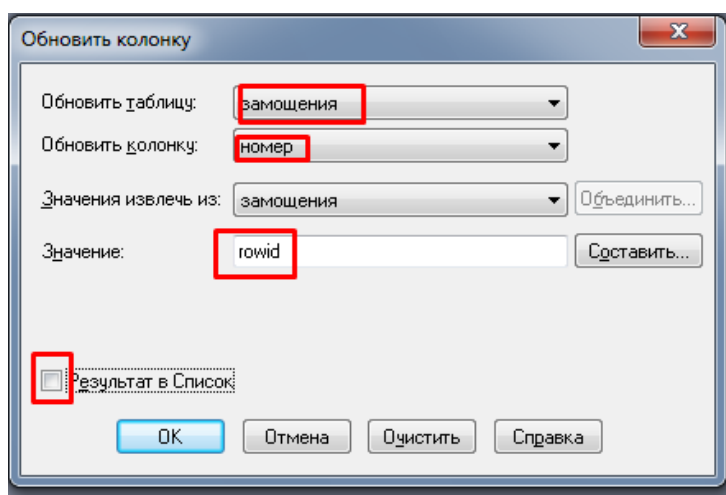 Обновить колонку
Обновить таблицу: замощения
Обновить колонку: номер
Значения извлечь из: замощения Объединить...
Значение: rowid Составить...
Результат в Список
OK Отмена Очистить Справка